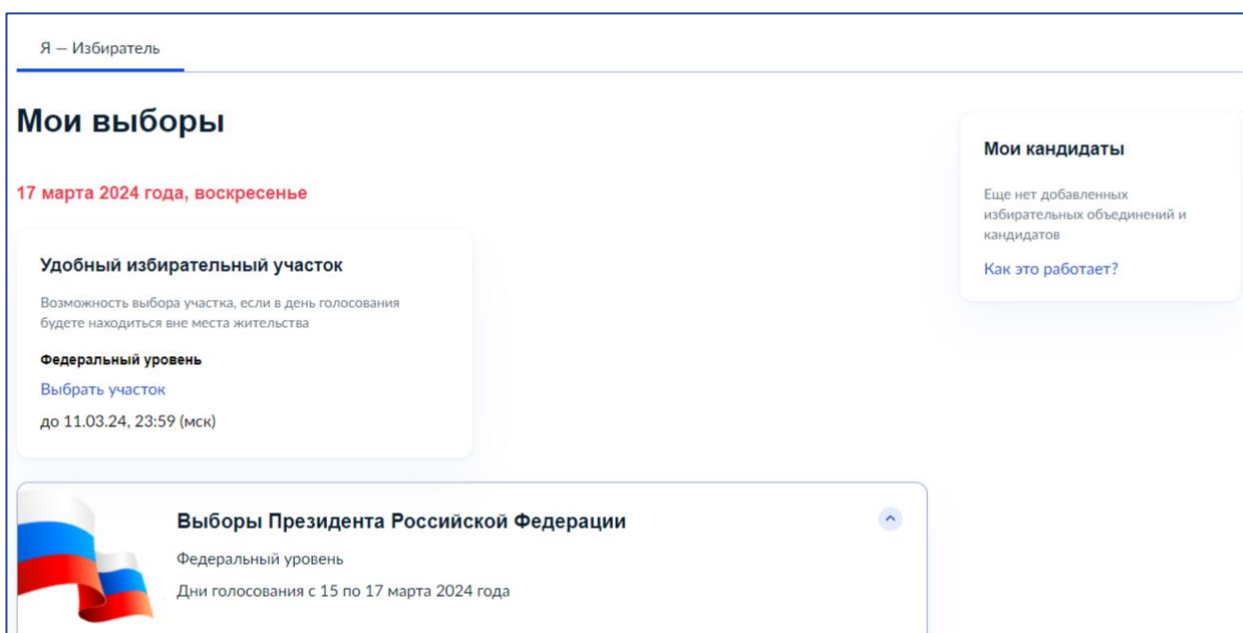 Я — Избиратель
Мои выборы
17 марта 2024 года, воскресенье
Удобный избирательный участок
Возможность выбора участка, если в день голосования
будете находиться вне места жительства
Федеральный уровень
Выбрать участок
до 11.03.24, 23:59 (мск)
Выборы Президента Российской Федерации
Федеральный уровень
Дни голосования с 15 по 17 марта 2024 года
Мои кандидаты
Еще нет добавленных
избирательных объединений и
кандидатов
Как это работает?